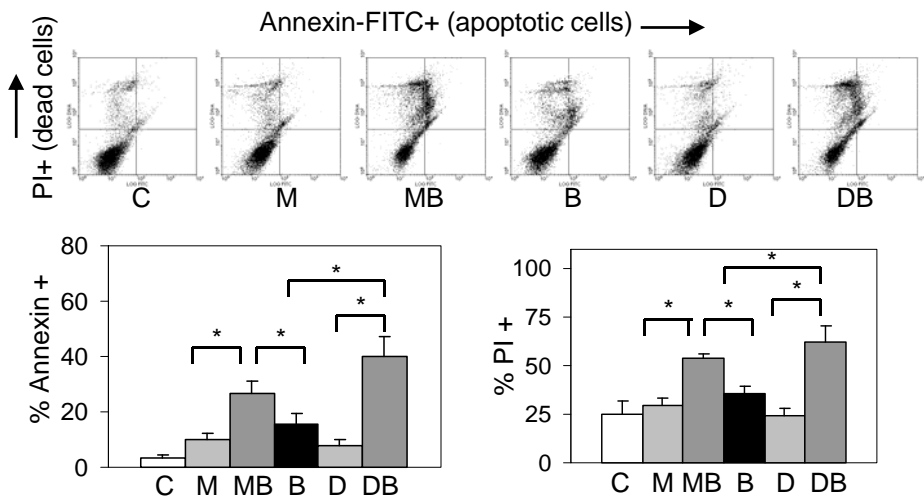 Annexin-FITC+ (apoptotic cells)
PI+ (dead cells)
C M MB B D DB
% Annexin +
80
60
40
20
0
* * * *
C M MB B D DB
% PI +
100
75
50
25
0
* * * *
C M MB B D DB